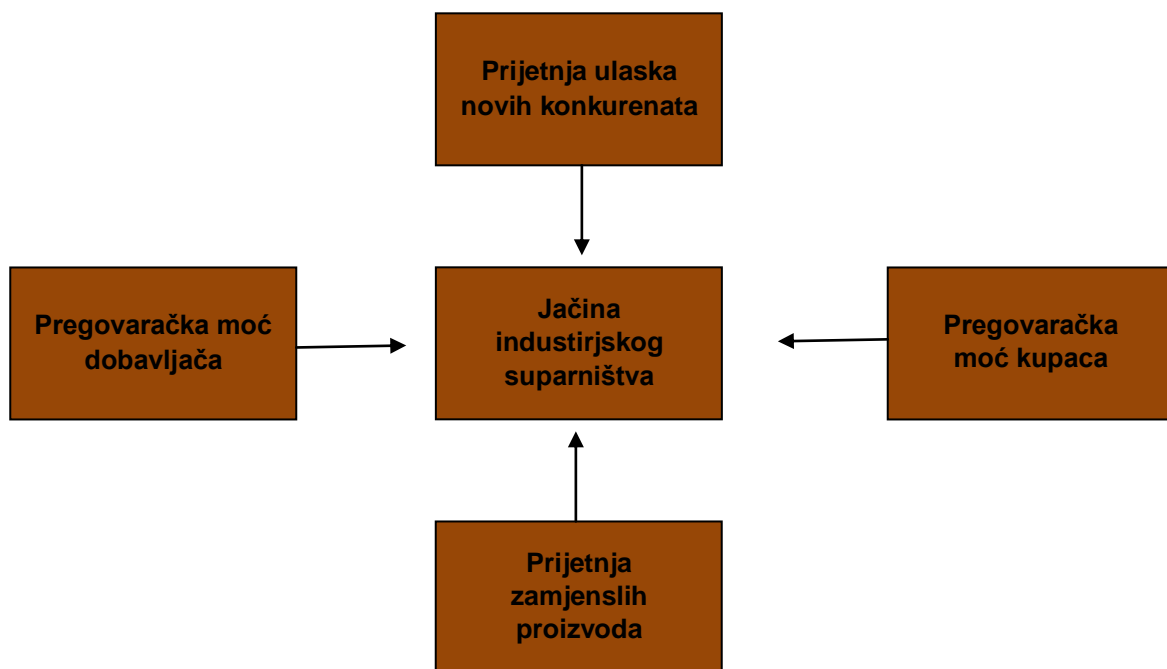 Prijetnja ulaska
novih konkurenata
Pregovaračka moć
dobavljača
Jačina
industirjskog
suparništva
Pregovaračka
moć kupaca
Prijetnja
zamjenslih
proizvoda